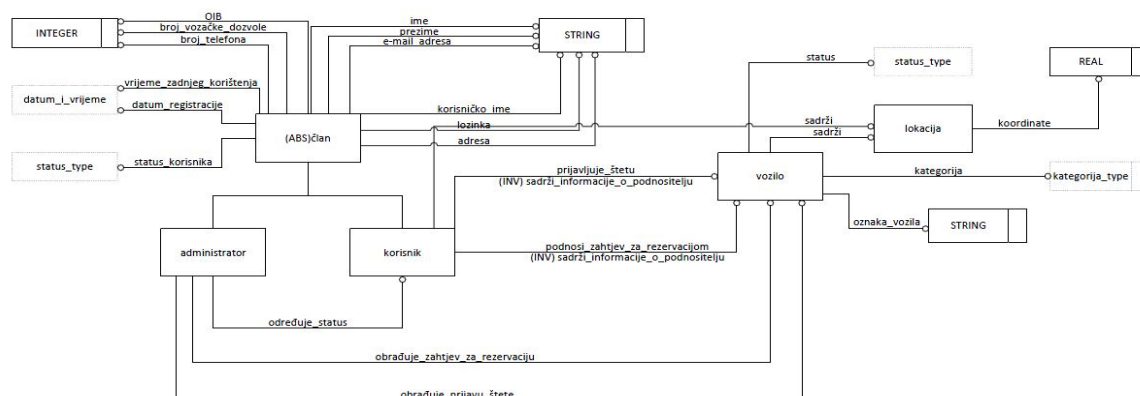 OIB
ime
broj_vozačke_dozvole
prezime
INTEGER
STRING
broj_telefona
e-mail_adresa
status
status_type
REAL
vrijeme_zadnjeg_korištenja
datum_i_vrijeme
datum_registracije
korisničko_ime
sadrži
lozinka
sadrži
lokacija
koordinate
(ABS)član
adresa
status_type
status_korisnika
prijavljuje_štetu
(INV) sadrži_informacije_o_podnositelju
vozilo
kategorija
kategorija_type
oznaka_vozila
STRING
administrator
korisnik
podnosi_zahtjev_za_rezervacijom
(INV) sadrži_informacije_o_podnositelju
određuje_status
obrađuje_zahtjev_za_rezervaciju
obrađuje_prijavu_štete